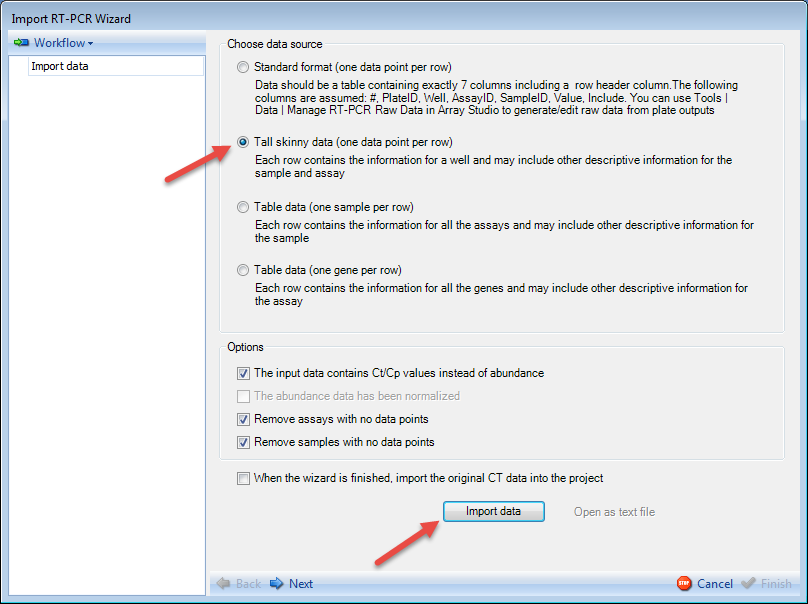 Import RT-PCR Wizard
Workflow
Import data
Choose data source
Standard format (one data point per row)
Data should be a table containing exactly 7 columns including a row header column.The following
columns are assumed: #, PlateID, Well, AssayID, SampleID, Value, Include. You can use Tools |
Data | Manage RT-PCR Raw Data in Array Studio to generate/edit raw data from plate outputs
Tall skinny data (one data point per row)
Each row contains the information for a well and may include other descriptive information for the
sample and assay
Table data (one sample per row)
Each row contains the information for all the assays and may include other descriptive information for
the sample
Table data (one gene per row)
Each row contains the information for all the genes and may include other descriptive information for
the assay
Options
The input data contains Ct/Cp values instead of abundance
The abundance data has been normalized
Remove assays with no data points
Remove samples with no data points
When the wizard is finished, import the original CT data into the project
Import data Open as text file
Back Next STOP Cancel Finish